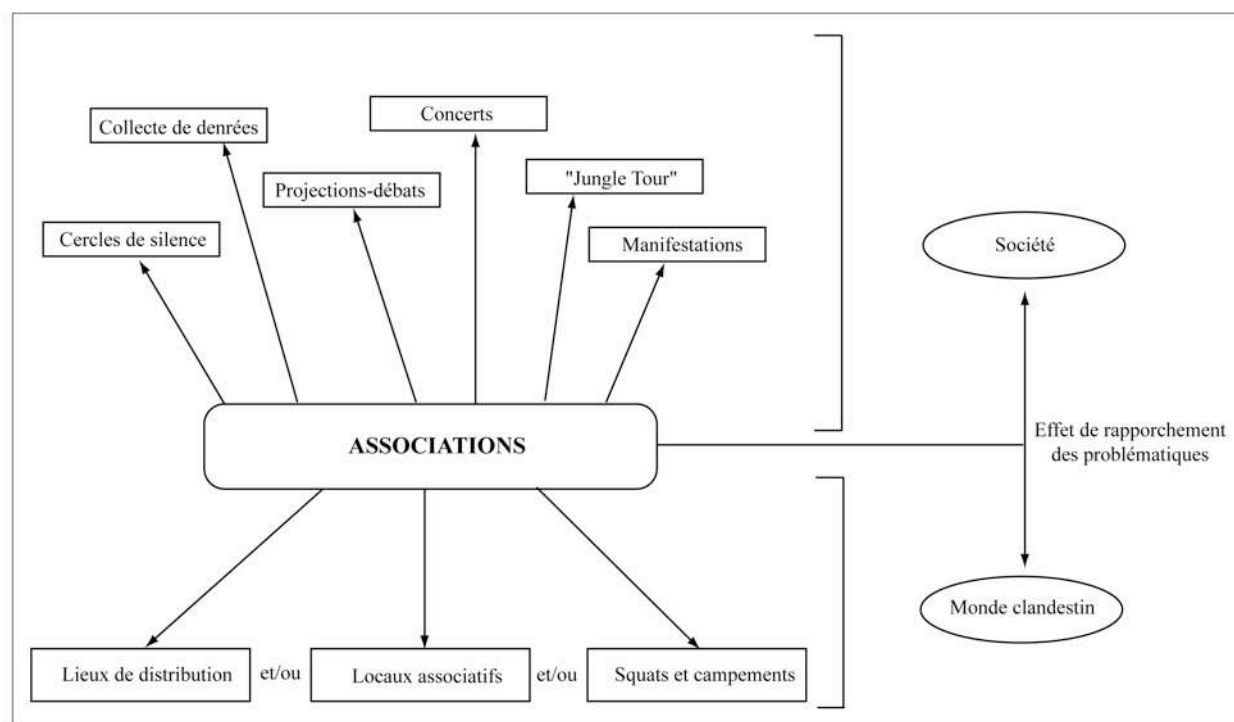 Concerts
Collecte de denrées
"Jungle Tour"
Projections-débats
Cercles de silence
Manifestations
Société
ASSOCIATIONS
Effet de rapporchement
des problématiques
Monde clandestin
Lieux de distribution et/ou Locaux associatifs et/ou Squats et campements